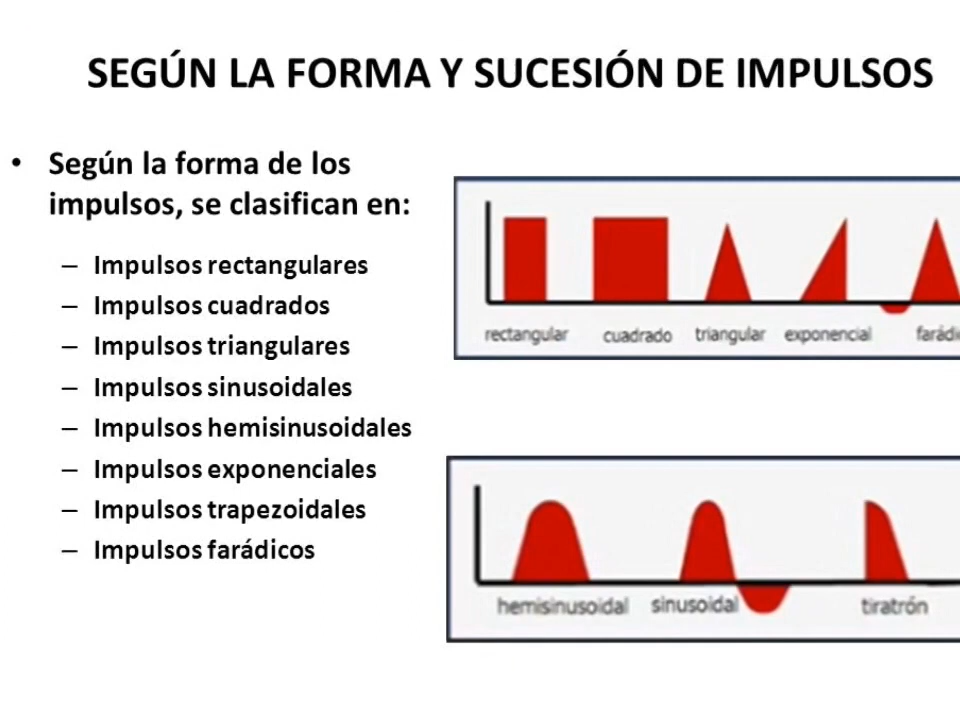 SEGÚN LA FORMA Y SUCESIÓN DE IMPULSOS
• Según la forma de los
impulsos, se clasifican en:
– Impulsos rectangulares
– Impulsos cuadrados
– Impulsos triangulares
– Impulsos sinusoidales
– Impulsos hemisinusoidales
– Impulsos exponenciales
– Impulsos trapezoidales
– Impulsos farádicos
rectangular cuadrado triangular exponencial
hemisinusoidal sinusoidal tiratrón